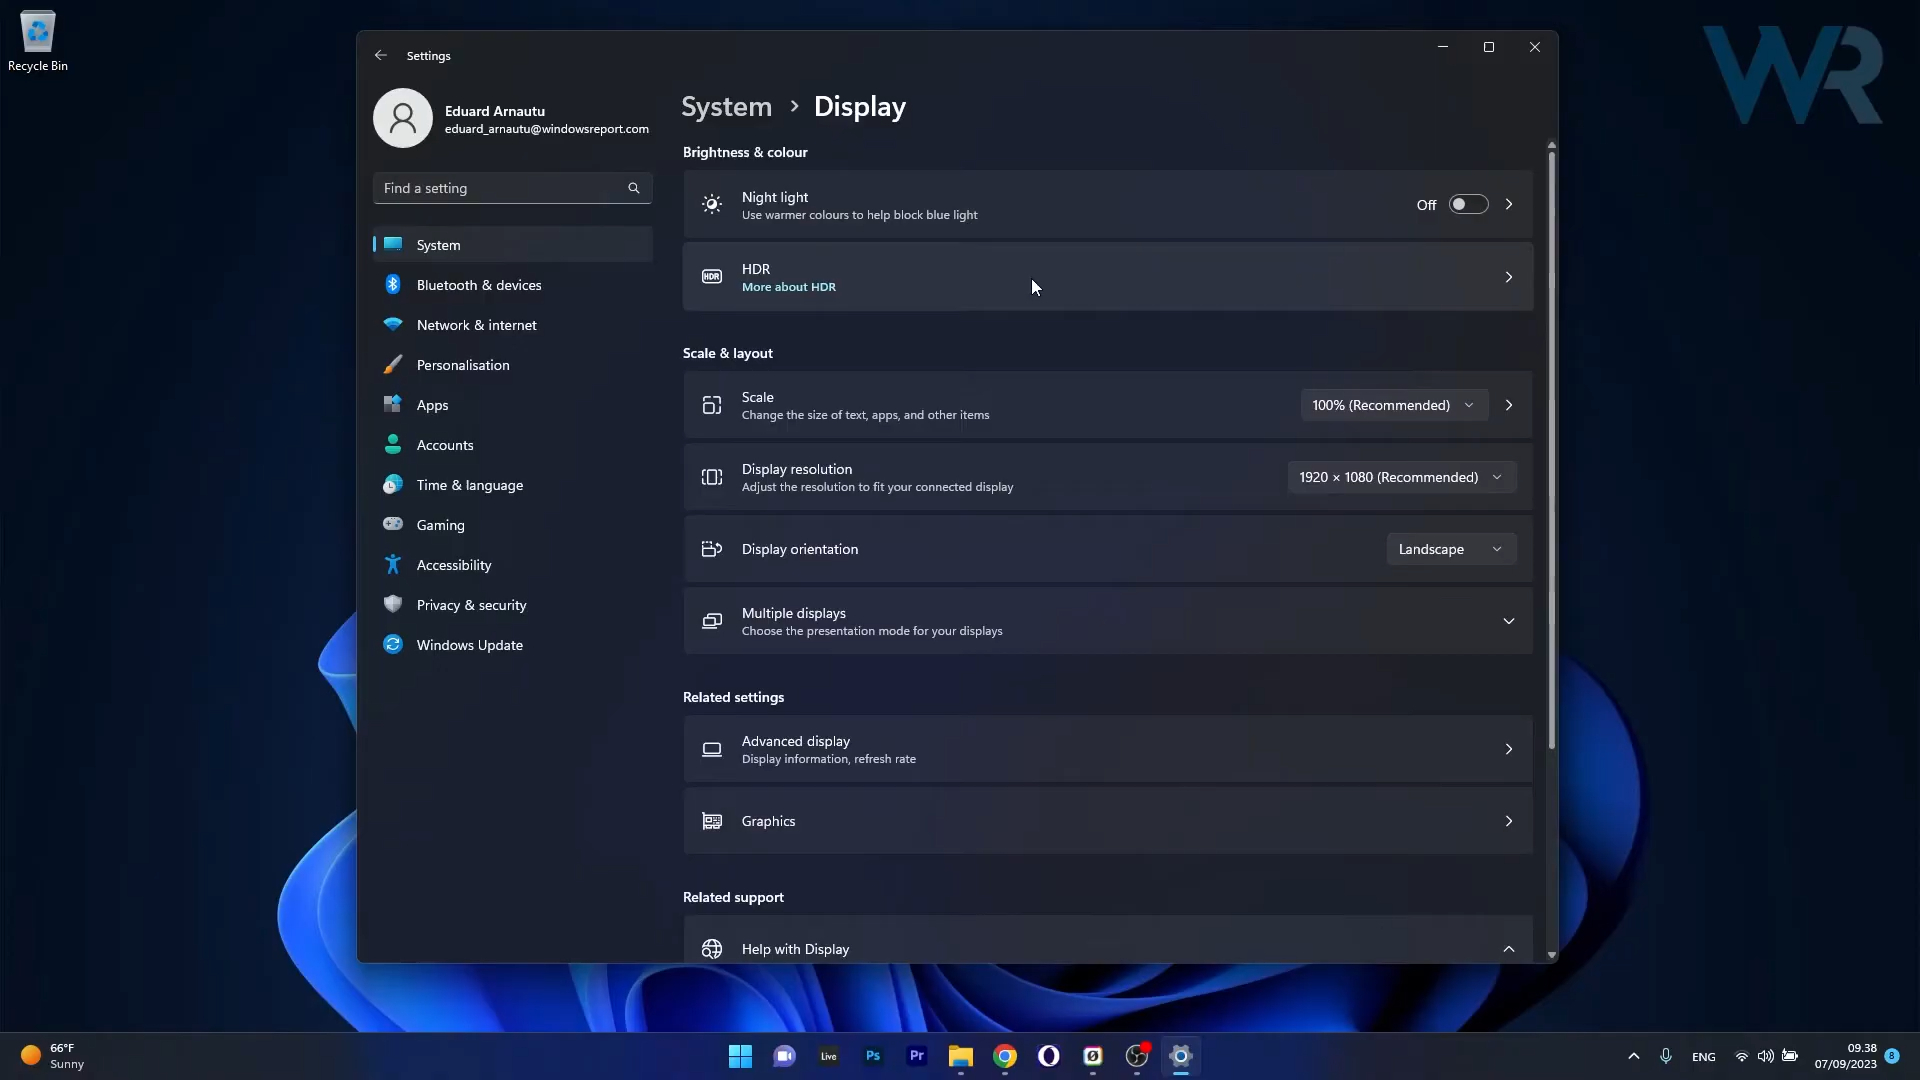 Recycle Bin
WR
Settings
Eduard Arnautu
eduard_arnautu@windowsreport.com
Find a setting
System
Bluetooth & devices
Network & internet
Personalisation
Apps
Accounts
Time & language
Gaming
Accessibility
Privacy & security
Windows Update
System > Display
Brightness & colour
Night light
Use warmer colours to help block blue light
Off
HDR
HDR
More about HDR
Scale & layout
Scale
Change the size of text, apps, and other items
100% (Recommended)
Display resolution
Adjust the resolution to fit your connected display
1920 × 1080 (Recommended)
Display orientation
Landscape
Multiple displays
Choose the presentation mode for your displays
Related settings
Advanced display
Display information, refresh rate
Graphics
Related support
Help with Display
66°F
Sunny
Live
Ps
Pr
ENG
09.38
07/09/2023
8